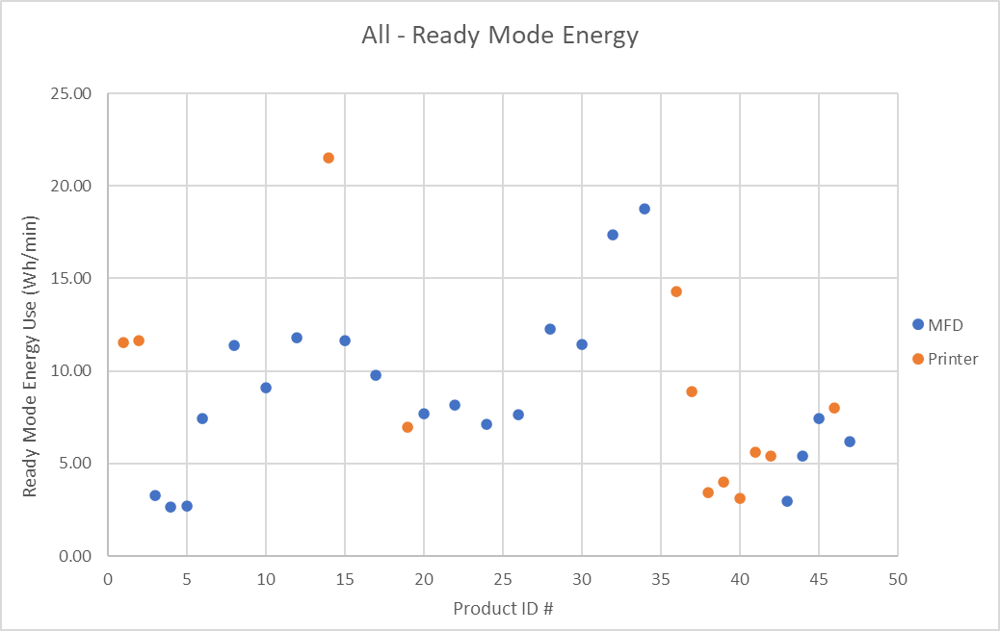 All - Ready Mode Energy
25.00
20.00
15.00
10.00
5.00
0.00
Ready Mode Energy Use (Wh/min)
0 5 10 15 20 25 30 35 40 45 50
Product ID #
MFD
Printer